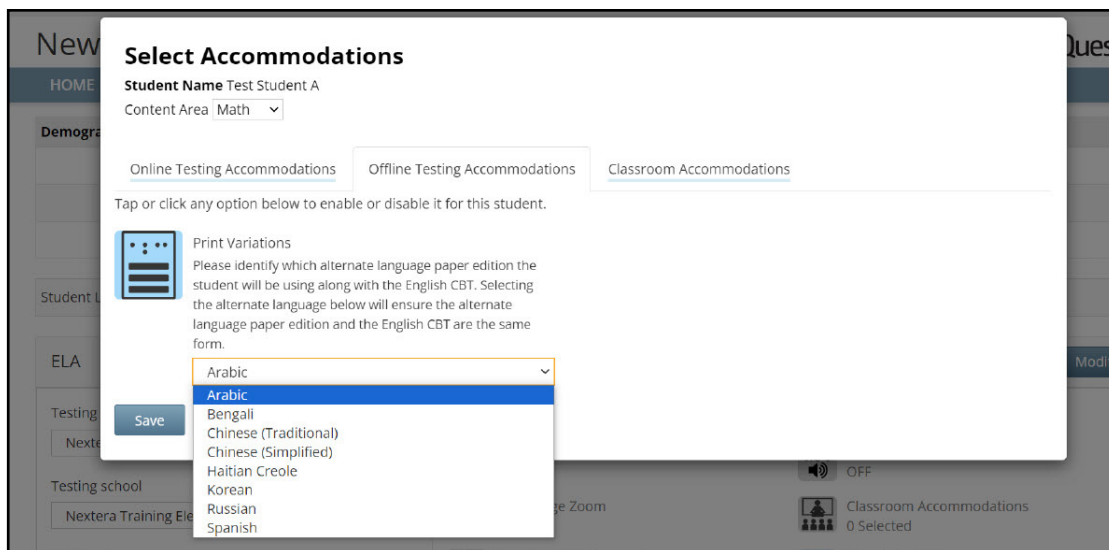 New
Ques
HOME
Select Accommodations
Student Name Test Student A
Content Area Math
Demogra
Online Testing Accommodations
Offline Testing Accommodations
Classroom Accommodations
Tap or click any option below to enable or disable it for this student.
Print Variations
Please identify which alternate language paper edition the
student will be using along with the English CBT. Selecting
the alternate language below will ensure the alternate
language paper edition and the English CBT are the same
form.
Student L
ELA
Modi
Arabic
Arabic
Bengali
Chinese (Traditional)
Chinese (Simplified)
Haitian Creole
Korean
Russian
Spanish
Save
Testing
Nexte
Testing school
Nextera Training Ele
ge Zoom
OFF
Classroom Accommodations
0 Selected